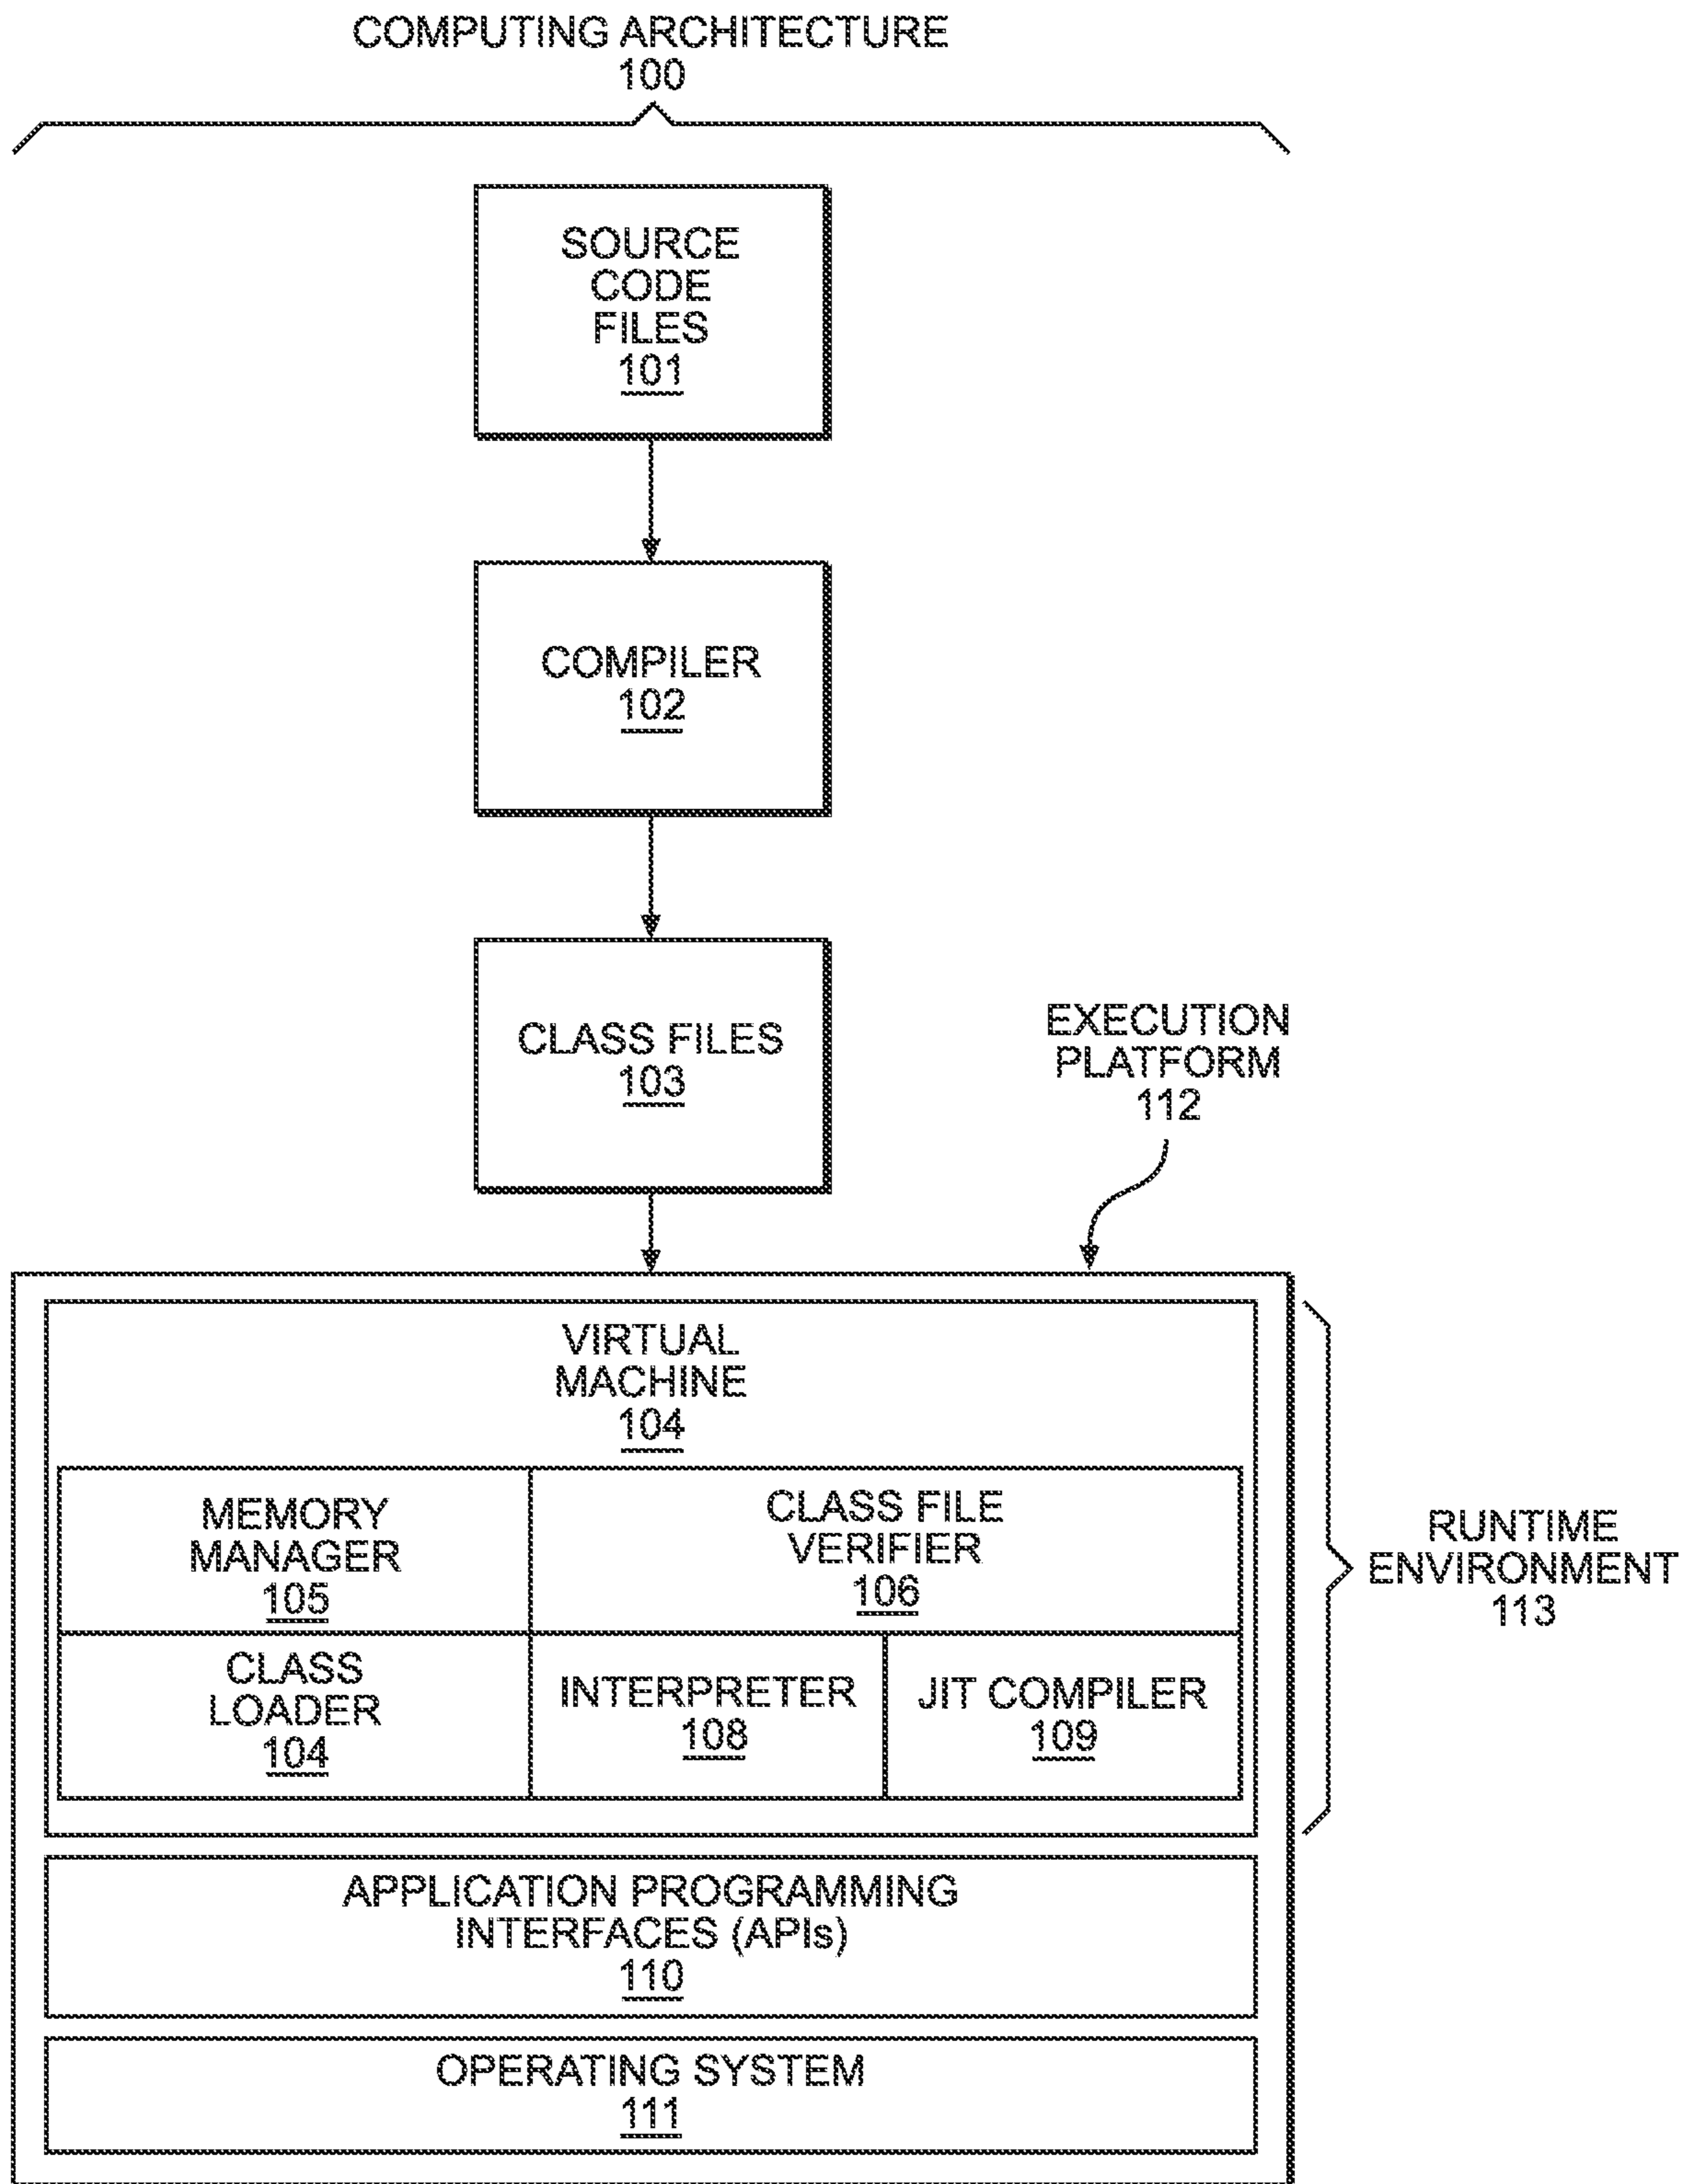 COMPUTING ARCHITECTURE
100
SOURCE
CODE
FILES
101
COMPILER
102
CLASS FILES
103
EXECUTION
PLATFORM
112
VIRTUAL
MACHINE
104
MEMORY
MANAGER
105
CLASS FILE
VERIFIER
106
CLASS
LOADER
104
INTERPRETER
108
JIT COMPILER
109
RUNTIME
ENVIRONMENT
113
APPLICATION PROGRAMMING
INTERFACES (APIs)
110
OPERATING SYSTEM
111